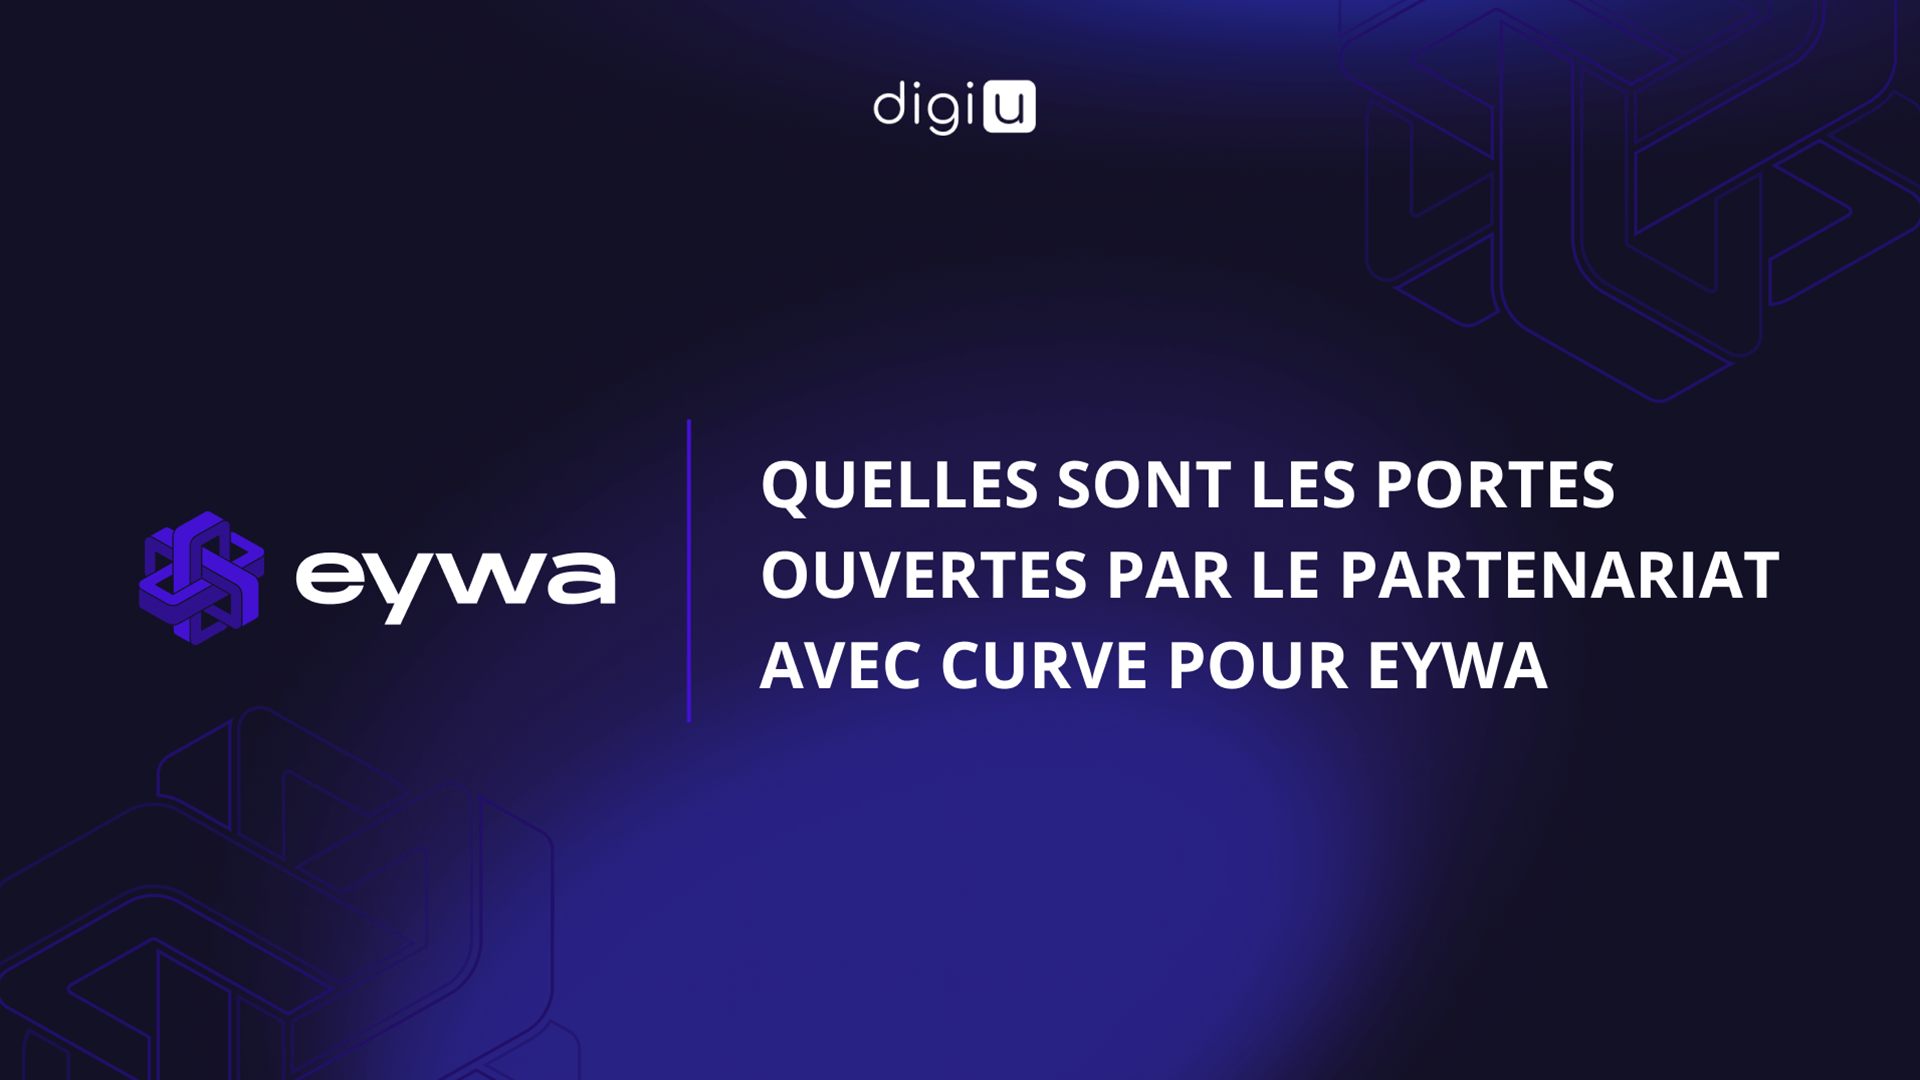 digiu
eywa
QUELLES SONT LES PORTES
OUVERTES PAR LE PARTENARIAT
AVEC CURVE POUR EYWA